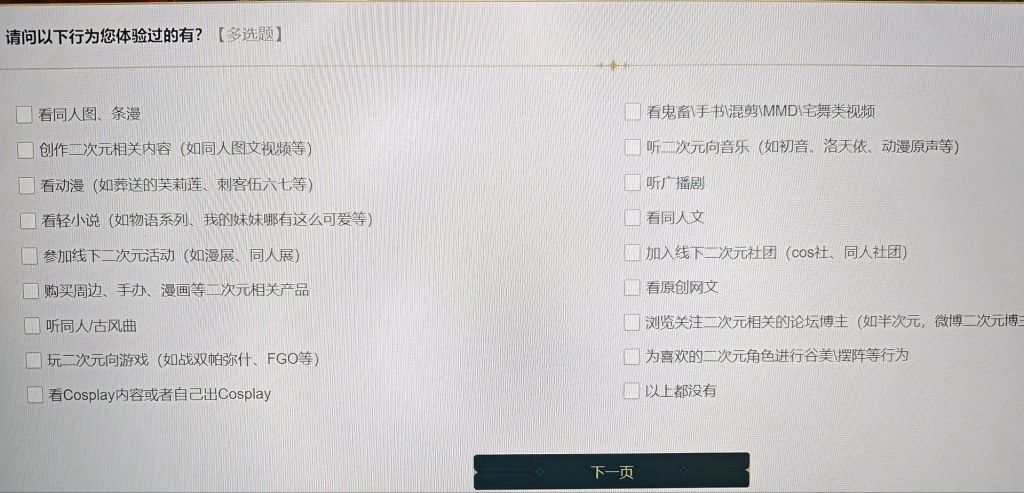 请问以下行为您体验过的有？【多选题】
看同人图、条漫
创作二次元相关内容（如同人图文视频等）
看动漫（如葬送的芙莉莲、刺客伍六七等）
看轻小说（如物语系列、我的妹妹哪有这么可爱等）
参加线下二次元活动（如漫展、同人展）
购买周边、手办、漫画等二次元相关产品
听同人/古风曲
玩二次元向游戏（如战双帕弥什、FGO等）
看Cosplay内容或者自己出Cosplay
看鬼畜\手书\混剪\MMD\宅舞类视频
听二次元向音乐（如初音、洛天依、动漫原声等）
听广播剧
看同人文
加入线下二次元社团（cos社、同人社团）
看原创网文
浏览关注二次元相关的论坛博主（如半次元，微博二次元博主
为喜欢的二次元角色进行谷美\摆阵等行为
以上都没有
下一页